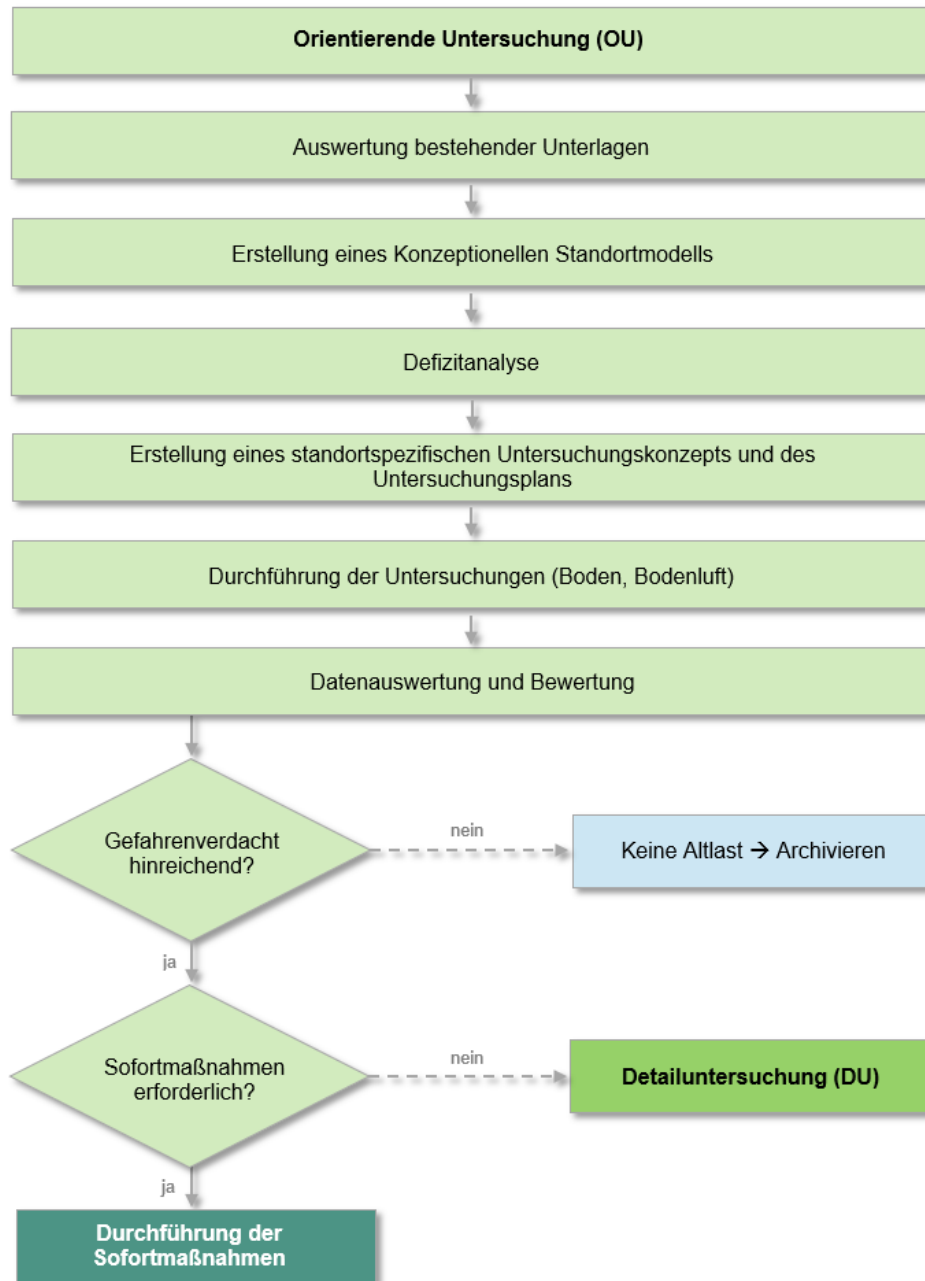 Orientierende Untersuchung (OU)
Auswertung bestehender Unterlagen
Erstellung eines Konzeptionellen Standortmodells
Defizitanalyse
Erstellung eines standortspezifischen Untersuchungskonzepts und des
Untersuchungsplans
Durchführung der Untersuchungen (Boden, Bodenluft)
Datenauswertung und Bewertung
Gefahrenverdacht
hinreichend?
nein
Keine Altlast → Archivieren
ja
Sofortmaßnahmen
erforderlich?
nein
Detailuntersuchung (DU)
ja
Durchführung der
Sofortmaßnahmen